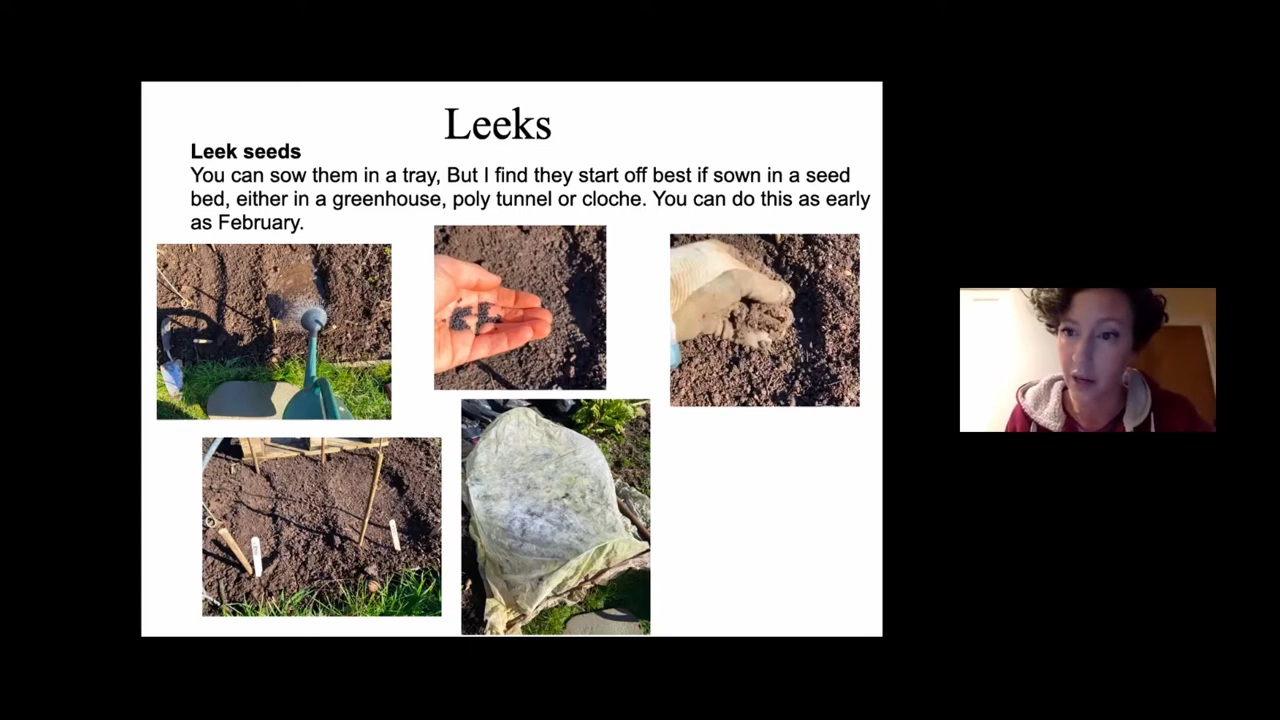 Leeks
Leek seeds
You can sow them in a tray, But I find they start off best if sown in a seed
bed, either in a greenhouse, poly tunnel or cloche. You can do this as early
as February.